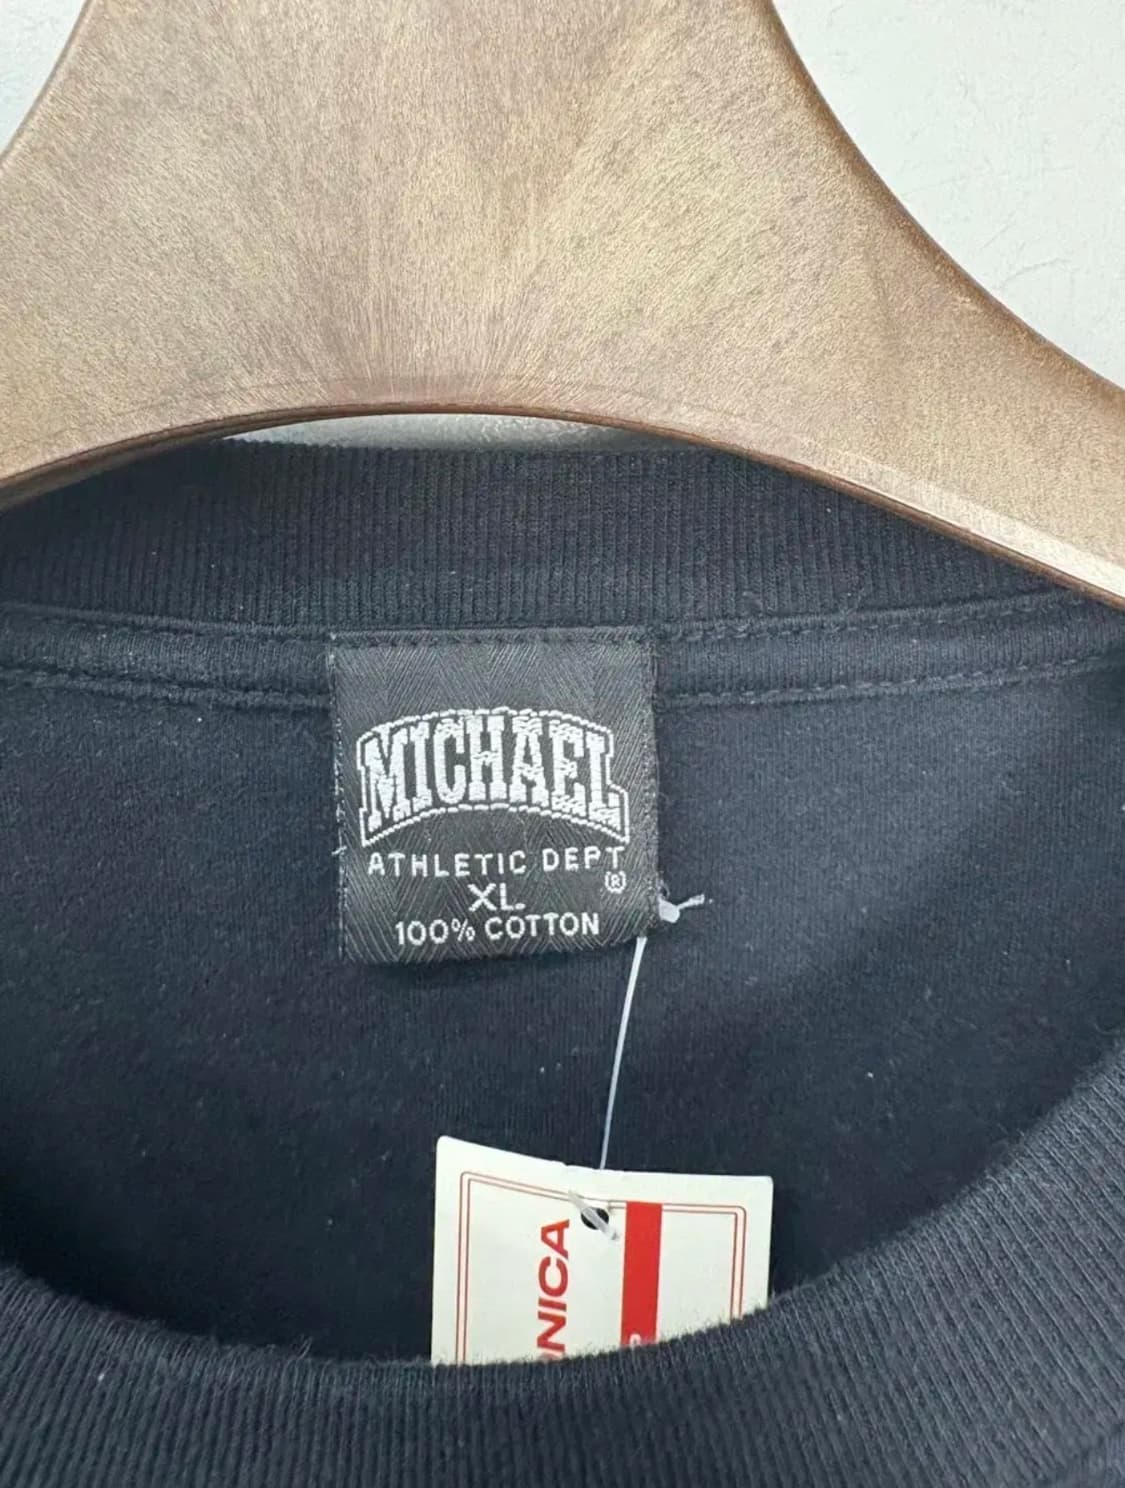 MICHAEL
ATHLETIC DEPT
®
XL
100% COTTON